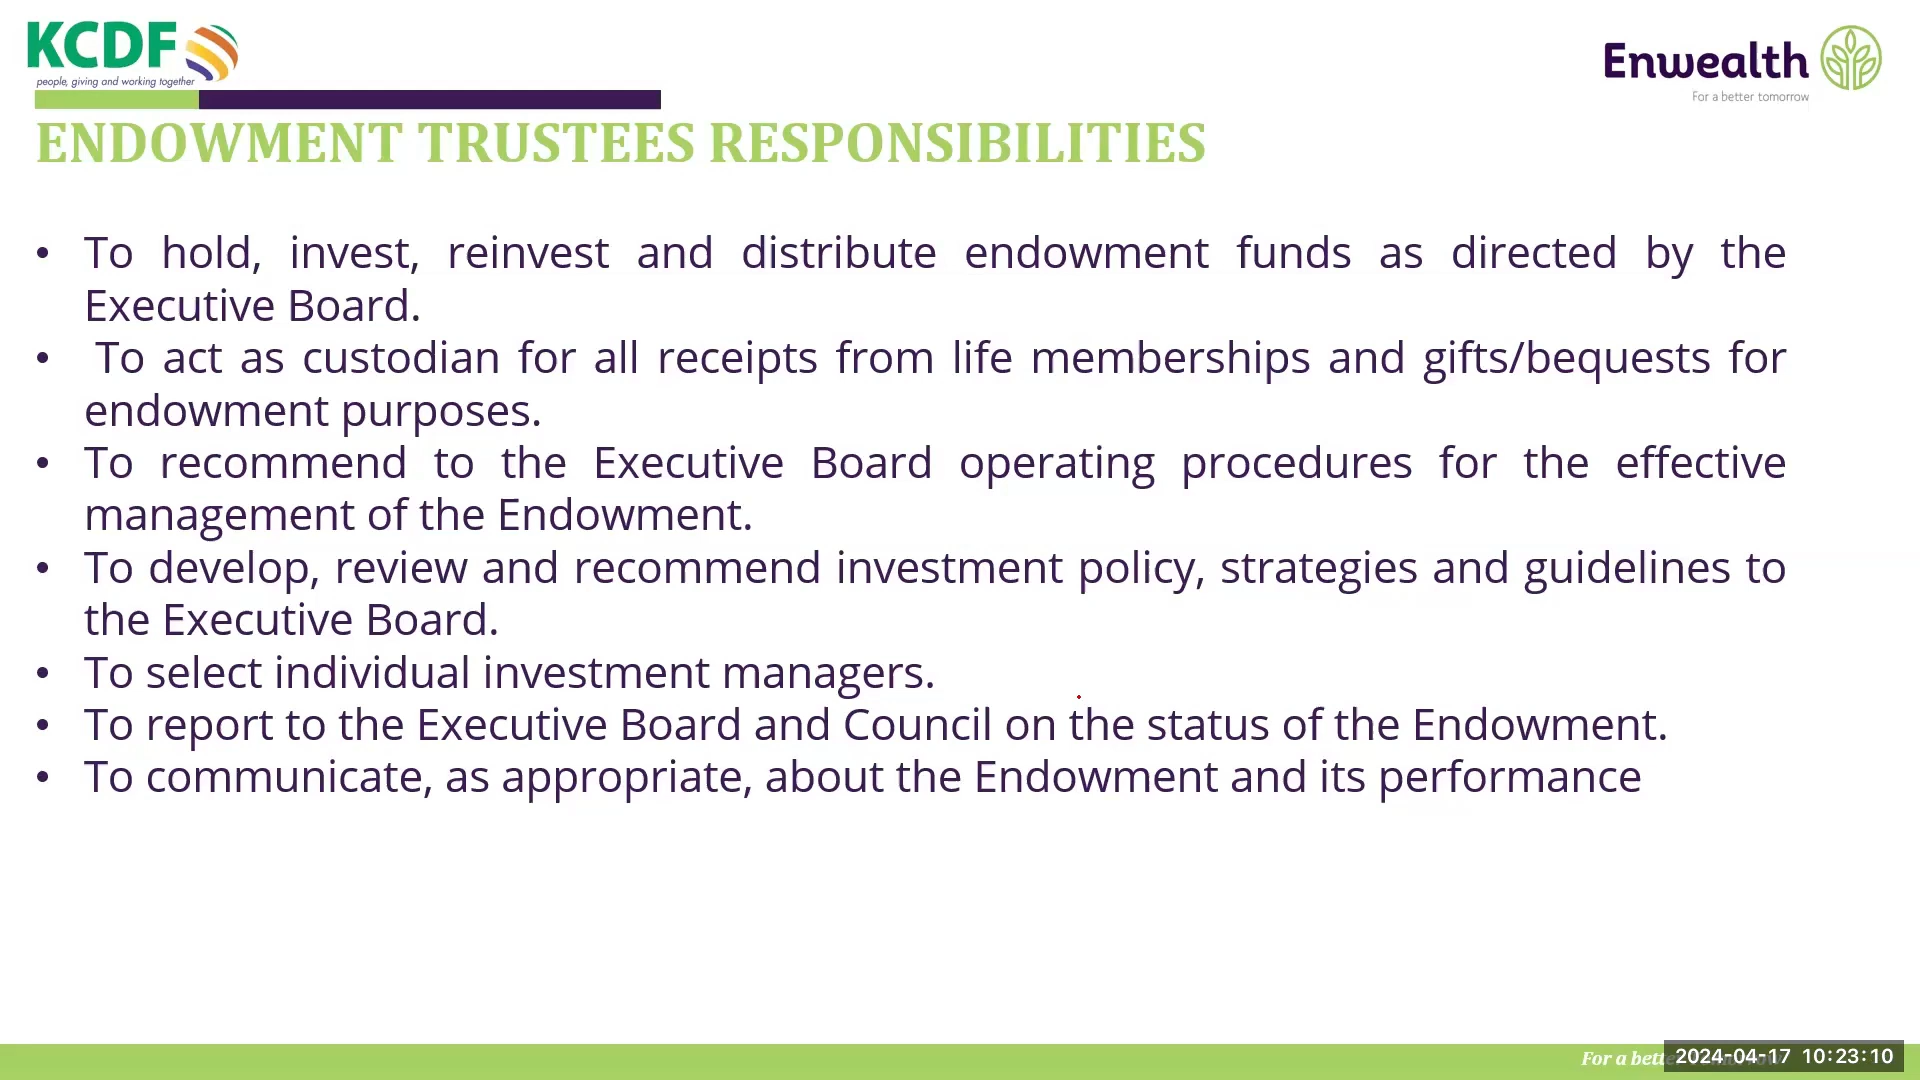 KCDF
people, giving and working together
Enwealth
For a better tomorrow
ENDOWMENT TRUSTEES RESPONSIBILITIES
• To hold, invest, reinvest and distribute endowment funds as directed by the
Executive Board.
• To act as custodian for all receipts from life memberships and gifts/bequests for
endowment purposes.
• To recommend to the Executive Board operating procedures for the effective
management of the Endowment.
• To develop, review and recommend investment policy, strategies and guidelines to
the Executive Board.
• To select individual investment managers.
• To report to the Executive Board and Council on the status of the Endowment.
• To communicate, as appropriate, about the Endowment and its performance
For a
2024-04-17 10:23:10